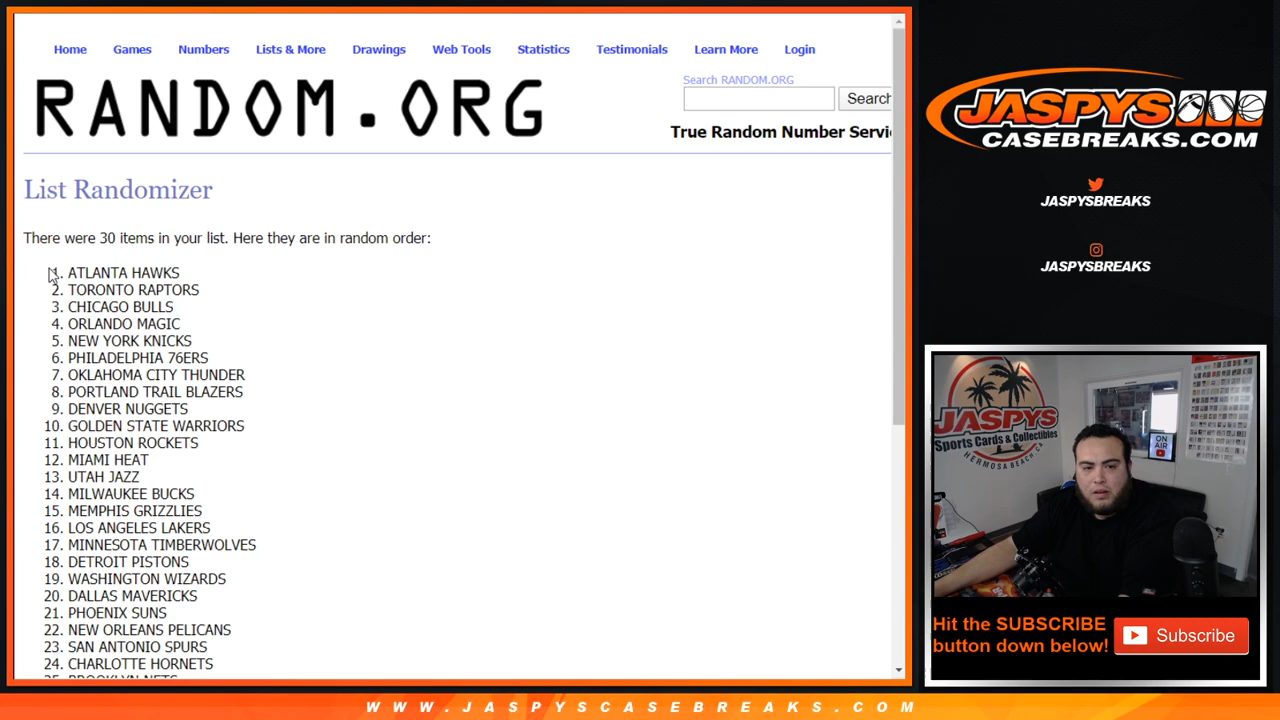 Home Games Numbers Lists & More Drawings Web Tools Statistics Testimonials Learn More Login
Search RANDOM.ORG
RANDOM.ORG
Search
True Random Number Servi
List Randomizer
There were 30 items in your list. Here they are in random order:
1. ATLANTA HAWKS
2. TORONTO RAPTORS
3. CHICAGO BULLS
4. ORLANDO MAGIC
5. NEW YORK KNICKS
6. PHILADELPHIA 76ERS
7. OKLAHOMA CITY THUNDER
8. PORTLAND TRAIL BLAZERS
9. DENVER NUGGETS
10. GOLDEN STATE WARRIORS
11. HOUSTON ROCKETS
12. MIAMI HEAT
13. UTAH JAZZ
14. MILWAUKEE BUCKS
15. MEMPHIS GRIZZLIES
16. LOS ANGELES LAKERS
17. MINNESOTA TIMBERWOLVES
18. DETROIT PISTONS
19. WASHINGTON WIZARDS
20. DALLAS MAVERICKS
21. PHOENIX SUNS
22. NEW ORLEANS PELICANS
23. SAN ANTONIO SPURS
24. CHARLOTTE HORNETS
25. BROOKLYN NETS
JASPYS
CASEBREAKS.COM
JASPYSBREAKS
JASPYSBREAKS
JASPYS
Sports Cards & Collectibles
HERMOSA BEACH, CA
ON
AIR
Hit the SUBSCRIBE
button down below!
Subscribe
WWW.JASPYSCASEBREAKS.COM